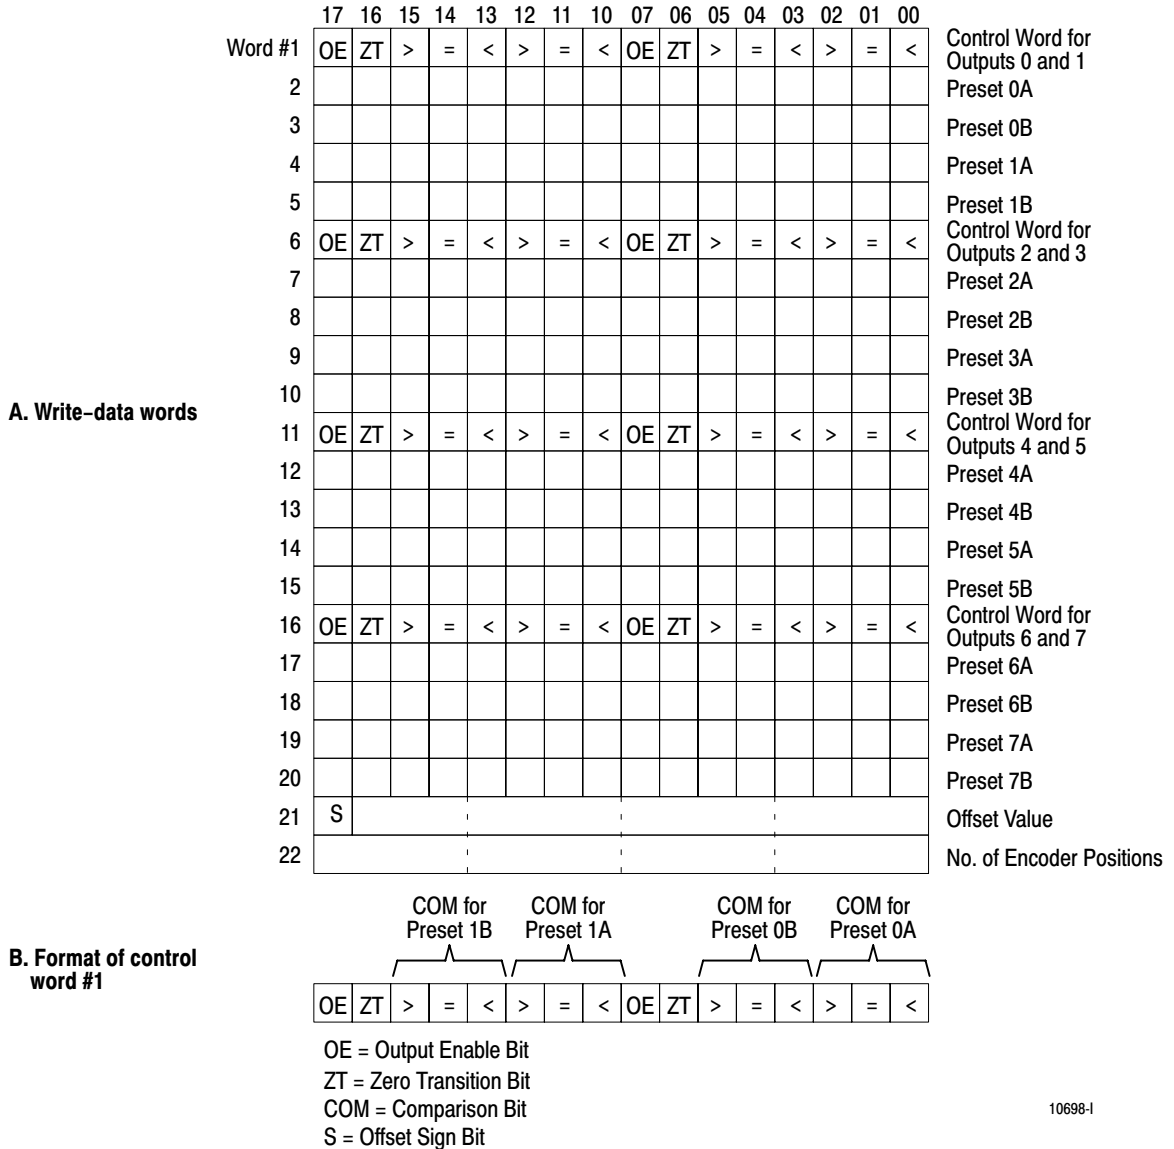 17 16 15 14 13 12 11 10 07 06 05 04 03 02 01 00
Word #1 OE ZT > = < > = < OE ZT > = < > = < Control Word for
Outputs 0 and 1
2 Preset 0A
3 Preset 0B
4 Preset 1A
5 Preset 1B
6 OE ZT > = < > = < OE ZT > = < > = < Control Word for
Outputs 2 and 3
7 Preset 2A
8 Preset 2B
9 Preset 3A
10 Preset 3B
A. Write-data words
11 OE ZT > = < > = < OE ZT > = < > = < Control Word for
Outputs 4 and 5
12 Preset 4A
13 Preset 4B
14 Preset 5A
15 Preset 5B
16 OE ZT > = < > = < OE ZT > = < > = < Control Word for
Outputs 6 and 7
17 Preset 6A
18 Preset 6B
19 Preset 7A
20 Preset 7B
21 S Offset Value
22 No. of Encoder Positions
COM for COM for COM for COM for
Preset 1B Preset 1A Preset 0B Preset 0A
B. Format of control
word #1
OE ZT > = < > = < OE ZT > = < > = <
OE = Output Enable Bit
ZT = Zero Transition Bit
COM = Comparison Bit
S = Offset Sign Bit
10698-I